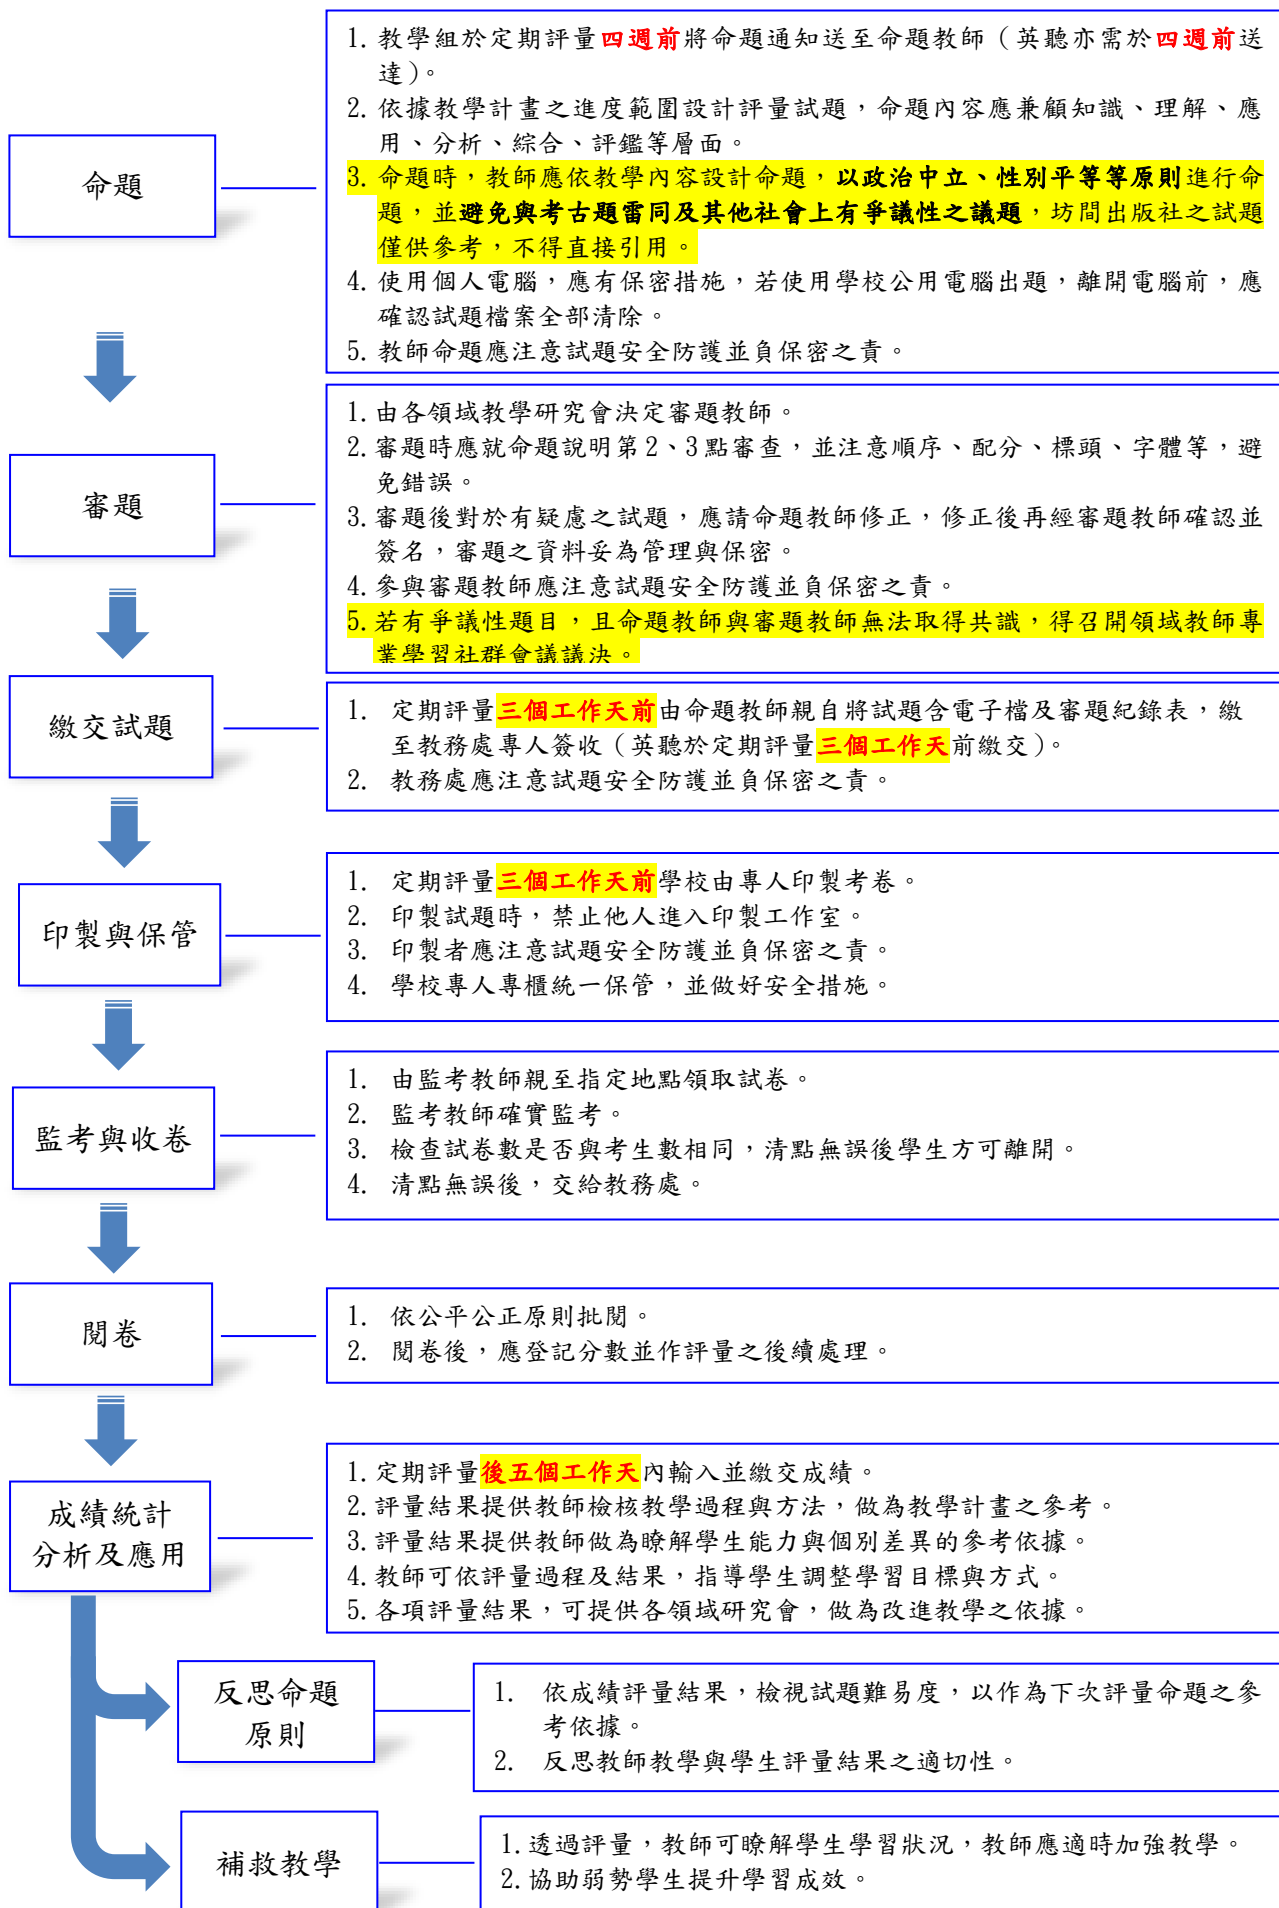 命題
1. 教學組於定期評量四週前將命題通知送至命題教師（英聽亦需於四週前送
達）。
2. 依據教學計畫之進度範圍設計評量試題，命題內容應兼顧知識、理解、應
用、分析、綜合、評鑑等層面。
3. 命題時，教師應依教學內容設計命題，以政治中立、性別平等等原則進行命
題，並避免與考古題雷同及其他社會上有爭議性之議題，坊間出版社之試題
僅供參考，不得直接引用。
4. 使用個人電腦，應有保密措施，若使用學校公用電腦出題，離開電腦前，應
確認試題檔案全部清除。
5. 教師命題應注意試題安全防護並負保密之責。
審題
1. 由各領域教學研究會決定審題教師。
2. 審題時應就命題說明第2、3點審查，並注意順序、配分、標頭、字體等，避
免錯誤。
3. 審題後對於有疑慮之試題，應請命題教師修正，修正後再經審題教師確認並
簽名，審題之資料妥為管理與保密。
4. 參與審題教師應注意試題安全防護並負保密之責。
5. 若有爭議性題目，且命題教師與審題教師無法取得共識，得召開領域教師專
業學習社群會議議決。
繳交試題
1. 定期評量三個工作天前由命題教師親自將試題含電子檔及審題紀錄表，繳
至教務處專人簽收（英聽於定期評量三個工作天前繳交）。
2. 教務處應注意試題安全防護並負保密之責。
印製與保管
1. 定期評量三個工作天前學校由專人印製考卷。
2. 印製試題時，禁止他人進入印製工作室。
3. 印製者應注意試題安全防護並負保密之責。
4. 學校專人專櫃統一保管，並做好安全措施。
監考與收卷
1. 由監考教師親至指定地點領取試卷。
2. 監考教師確實監考。
3. 檢查試卷數是否與考生數相同，清點無誤後學生方可離開。
4. 清點無誤後，交給教務處。
閱卷
1. 依公平公正原則批閱。
2. 閱卷後，應登記分數並作評量之後續處理。
成績統計
分析及應用
1. 定期評量後五個工作天內輸入並繳交成績。
2. 評量結果提供教師檢核教學過程與方法，做為教學計畫之參考。
3. 評量結果提供教師做為瞭解學生能力與個別差異的參考依據。
4. 教師可依評量過程及結果，指導學生調整學習目標與方式。
5. 各項評量結果，可提供各領域研究會，做為改進教學之依據。
反思命題
原則
1. 依成績評量結果，檢視試題難易度，以作為下次評量命題之參
考依據。
2. 反思教師教學與學生評量結果之適切性。
補救教學
1. 透過評量，教師可瞭解學生學習狀況，教師應適時加強教學。
2. 協助弱勢學生提升學習成效。